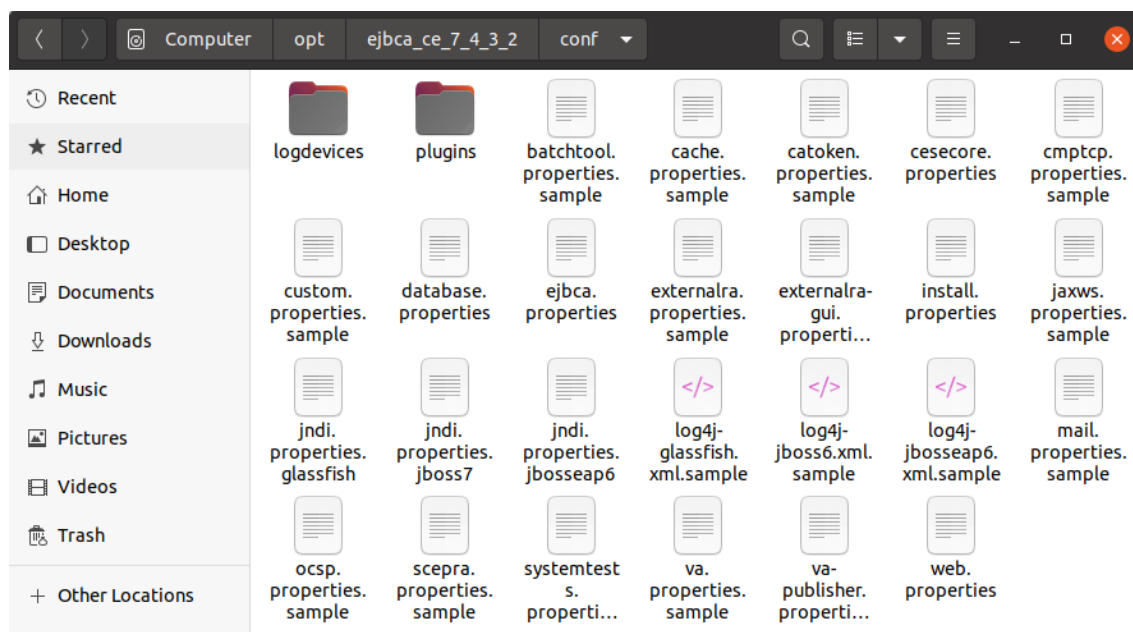 Computer opt ejbca_ce_7_4_3_2 conf
Recent
Starred
Home
Desktop
Documents
Downloads
Music
Pictures
Videos
Trash
Other Locations
logdevices
plugins
batchtool.
properties.
sample
cache.
properties.
sample
catoken.
properties.
sample
cesecore.
properties
cmptcp.
properties.
sample
custom.
properties.
sample
database.
properties
ejbca.
properties
externalra.
properties.
sample
externalra-
gui.
properti…
install.
properties
jaxws.
properties.
sample
jndi.
properties.
glassfish
jndi.
properties.
jboss7
jndi.
properties.
jbosseap6
</>
log4j-
glassfish.
xml.sample
</>
log4j-
jboss6.xml.
sample
</>
log4j-
jbosseap6.
xml.sample
mail.
properties.
sample
ocsp.
properties.
sample
scepra.
properties.
sample
systemtest
s.
properti…
va.
properties.
sample
va-
publisher.
properti…
web.
properties